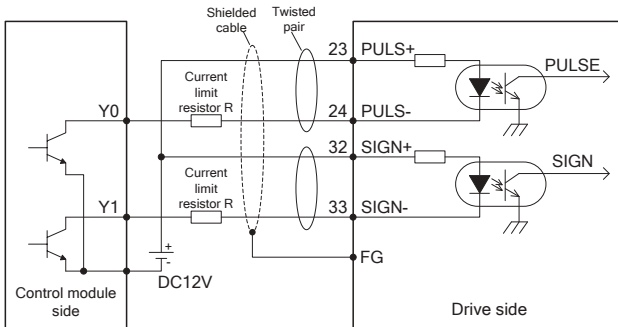 Shielded
cable
Twisted
pair
23 PULS+
PULSE
Current
limit
resistor R
Y0
24 PULS-
32 SIGN+
SIGN
Current
limit
resistor R
Y1
33 SIGN-
+
-
DC12V
FG
Control module
side
Drive side